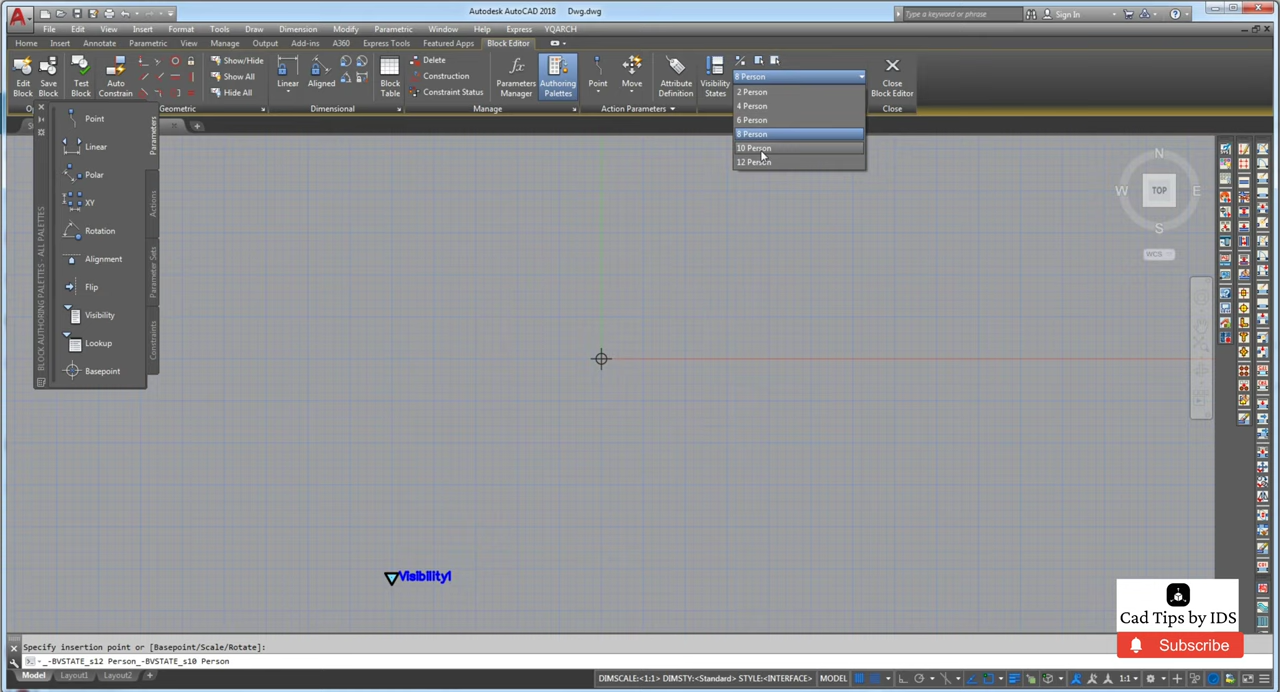 Autodesk AutoCAD 2018 Dwg.dwg
Type a keyword or phrase
Sign In
File Edit View Insert Format Tools Draw Dimension Modify Parametric Window Help Express YQARCH
Home Insert Annotate Parametric View Manage Output Add-ins A360 Express Tools Featured Apps Block Editor
Edit Block
Save Block
Test Block
Auto Constrain
Show/Hide
Show All
Hide All
Linear
Aligned
Block Table
Delete
Construction
Constraint Status
Parameters Manager
Authoring Palettes
Point
Move
Attribute Definition
Visibility States
8 Person
Close Block Editor
Geometric
Dimensional
Manage
Action Parameters
Close
2 Person
4 Person
6 Person
8 Person
10 Person
12 Person
Point
Linear
Polar
XY
Rotation
Alignment
Flip
Visibility
Lookup
Basepoint
Parameters
Actions
Parameter Sets
Constraints
BLOCK AUTHORING PALETTES - ALL PALETTES
N
W TOP E
S
WCS
Visibility1
Cad Tips by IDS
Subscribe
Specify insertion point or [Basepoint/Scale/Rotate]:
_-BVSTATE_s12 Person_-BVSTATE_s10 Person
Model Layout1 Layout2
DIMSCALE<1:1> DIMSTY:<Standard> STYLE:<INTERFACE>
MODEL
1:1